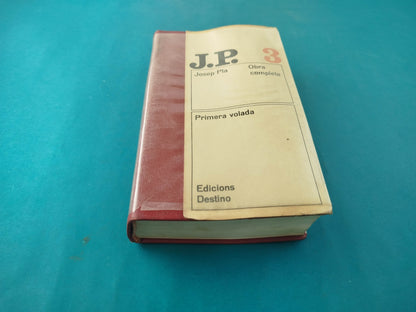 J.P. 3
Josep Pla Obra
completa
Primera volada
Edicions
Destino